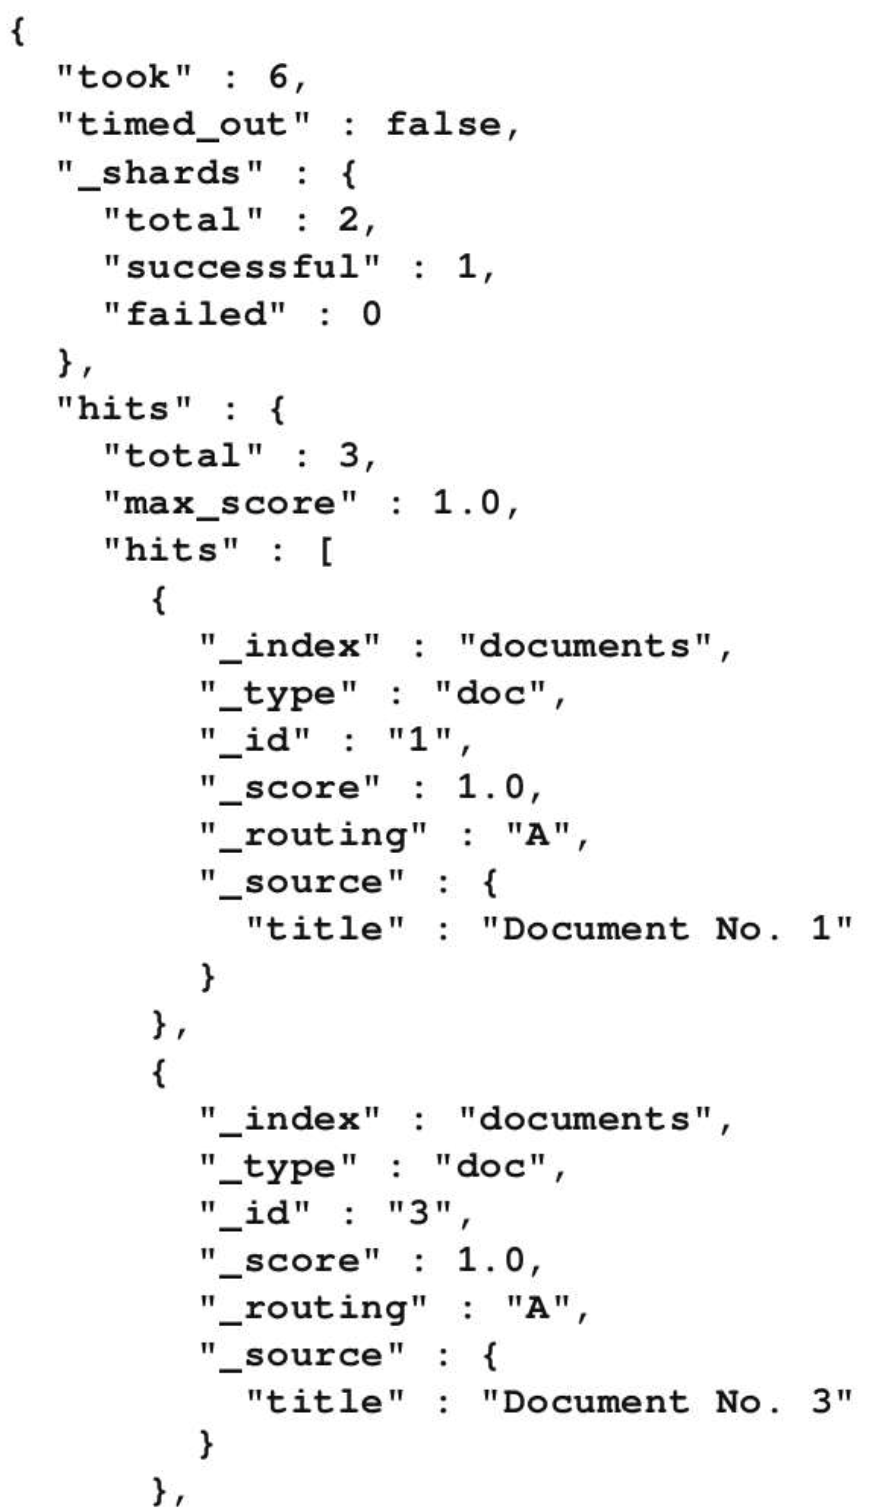 {
  "took" : 6,
  "timed_out" : false,
  "_shards" : {
    "total" : 2,
    "successful" : 1,
    "failed" : 0
  },
  "hits" : {
    "total" : 3,
    "max_score" : 1.0,
    "hits" : [
      {
        "_index" : "documents",
        "_type" : "doc",
        "_id" : "1",
        "_score" : 1.0,
        "_routing" : "A",
        "_source" : {
          "title" : "Document No. 1"
        }
      },
      {
        "_index" : "documents",
        "_type" : "doc",
        "_id" : "3",
        "_score" : 1.0,
        "_routing" : "A",
        "_source" : {
          "title" : "Document No. 3"
        }
      },